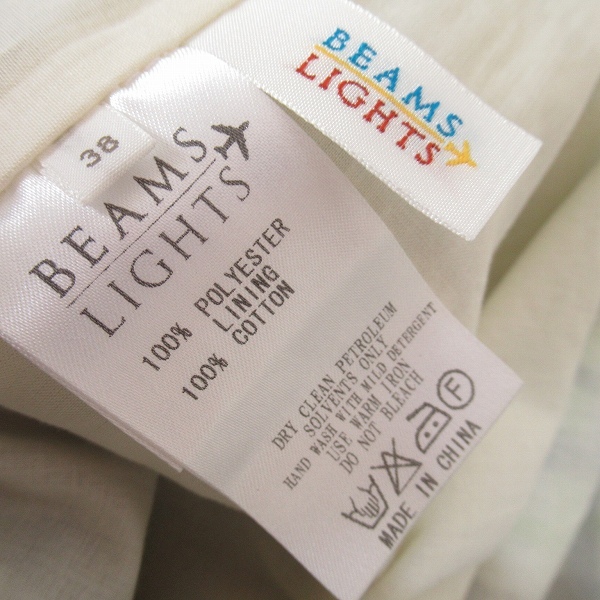 BEAMS
LIGHTS
38
BEAMS
LIGHTS
100% POLYESTER
LINING
100% COTTON
DRY CLEAN PETROLEUM
SOLVENTS ONLY
HAND WASH WITH MILD DETERGENT
USE WARM IRON
DO NOT BLEACH
F
MADE IN CHINA